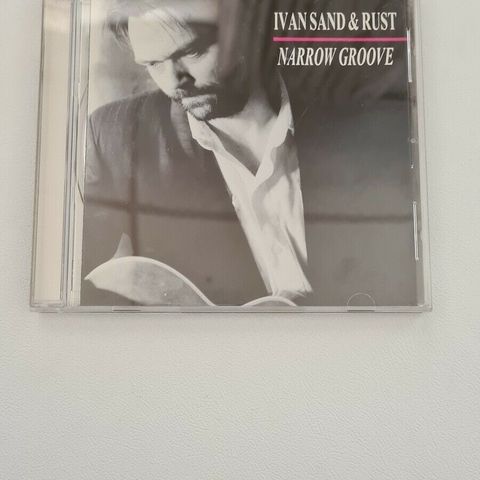 IVAN SAND & RUST
NARROW GROOVE